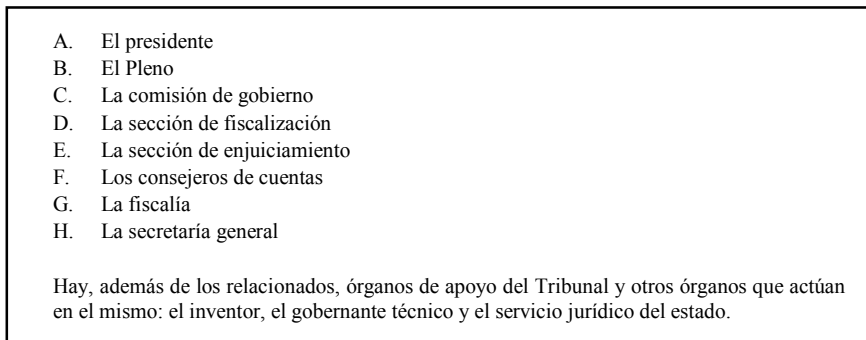 A. El presidente
B. El Pleno
C. La comisión de gobierno
D. La sección de fiscalización
E. La sección de enjuiciamiento
F. Los consejeros de cuentas
G. La fiscalía
H. La secretaría general
Hay, además de los relacionados, órganos de apoyo del Tribunal y otros órganos que actúan
en el mismo: el inventor, el gobernante técnico y el servicio jurídico del estado.